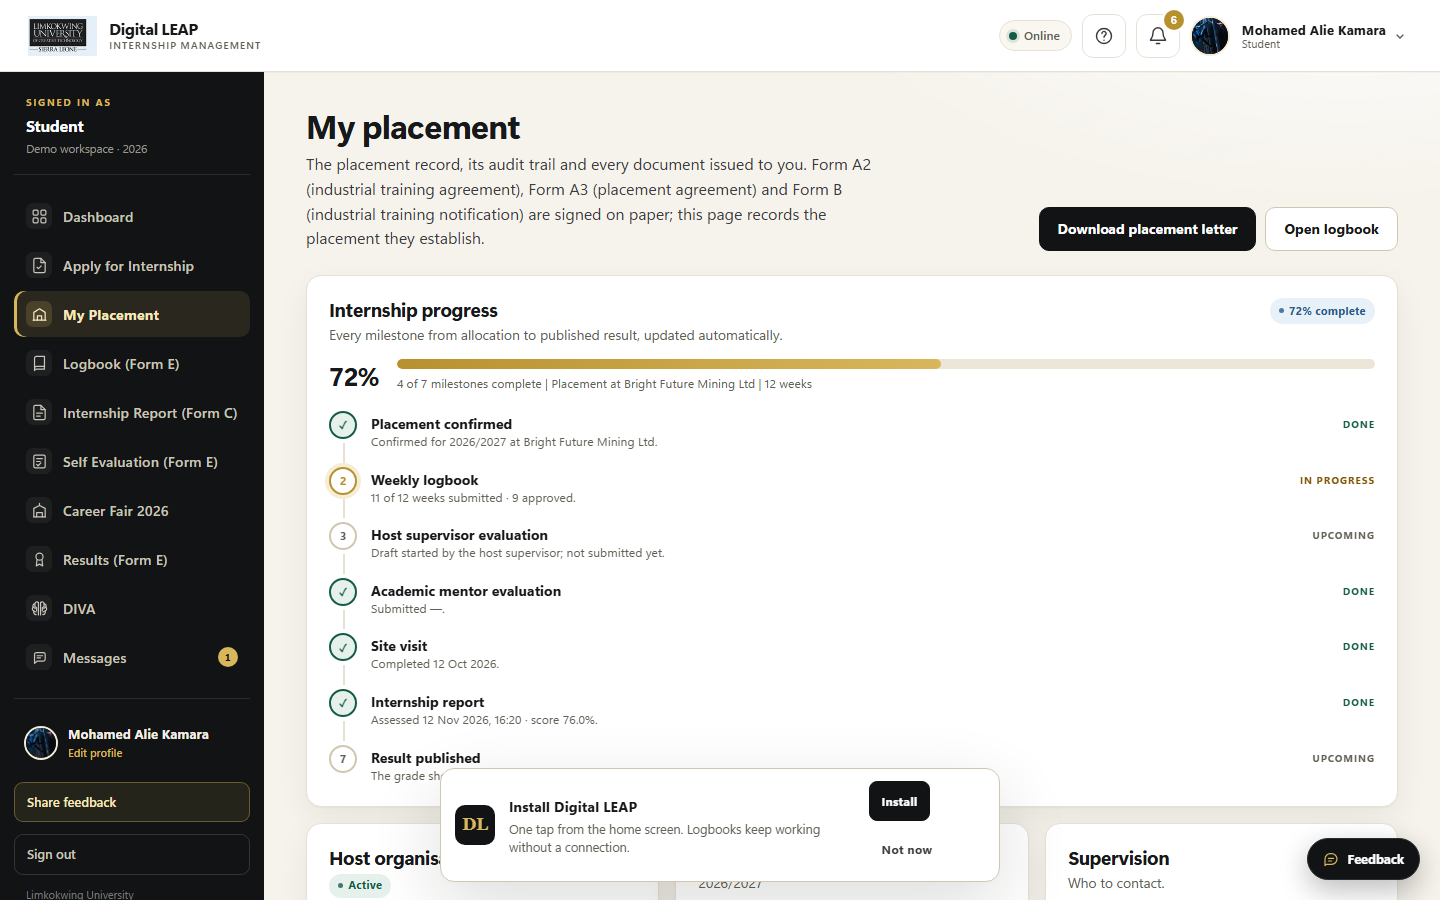 LIMKOKWING
UNIVERSITY
OF CREATIVE TECHNOLOGY
SIERRA LEONE
Digital LEAP
INTERNSHIP MANAGEMENT
Online
6
Mohamed Alie Kamara
Student
SIGNED IN AS
Student
Demo workspace · 2026
Dashboard
Apply for Internship
My Placement
Logbook (Form E)
Internship Report (Form C)
Self Evaluation (Form E)
Career Fair 2026
Results (Form E)
DIVA
Messages
1
Mohamed Alie Kamara
Edit profile
Share feedback
Sign out
Limkokwing University
My placement
The placement record, its audit trail and every document issued to you. Form A2
(industrial training agreement), Form A3 (placement agreement) and Form B
(industrial training notification) are signed on paper; this page records the
placement they establish.
Download placement letter
Open logbook
Internship progress
72% complete
Every milestone from allocation to published result, updated automatically.
72%
4 of 7 milestones complete | Placement at Bright Future Mining Ltd | 12 weeks
Placement confirmed
DONE
Confirmed for 2026/2027 at Bright Future Mining Ltd.
2
Weekly logbook
IN PROGRESS
11 of 12 weeks submitted · 9 approved.
3
Host supervisor evaluation
UPCOMING
Draft started by the host supervisor; not submitted yet.
Academic mentor evaluation
DONE
Submitted —.
Site visit
DONE
Completed 12 Oct 2026.
Internship report
DONE
Assessed 12 Nov 2026, 16:20 · score 76.0%.
7
Result published
UPCOMING
The grade sh
DL
Install Digital LEAP
One tap from the home screen. Logbooks keep working
without a connection.
Install
Not now
Host organis
Active
2026/2027
Supervision
Who to contact.
Feedback